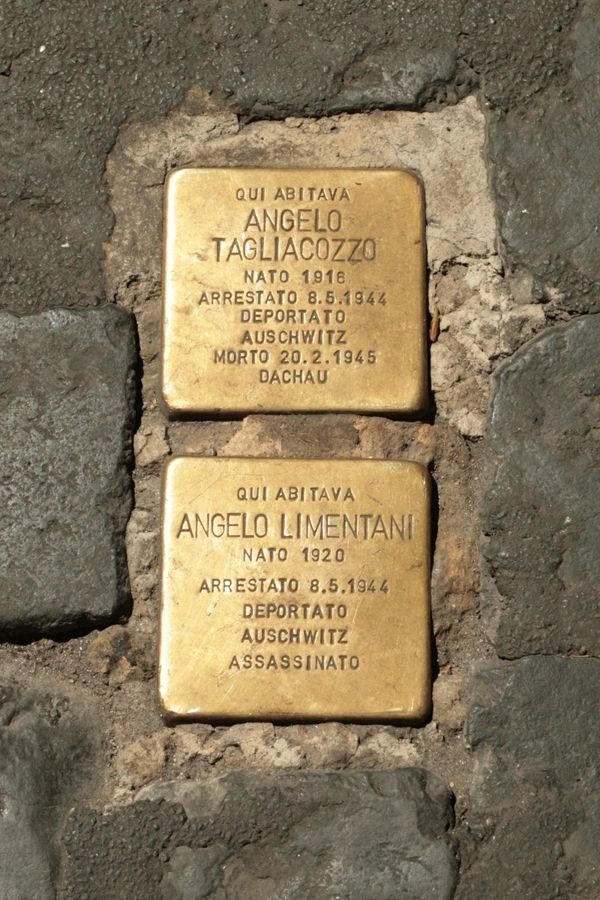 QUI ABITAVA
ANGELO
TAGLIACOZZO
NATO 1916
ARRESTATO 8.5.1944
DEPORTATO
AUSCHWITZ
MORTO 20.2.1945
DACHAU
QUI ABITAVA
ANGELO LIMENTANI
NATO 1920
ARRESTATO 8.5.1944
DEPORTATO
AUSCHWITZ
ASSASSINATO